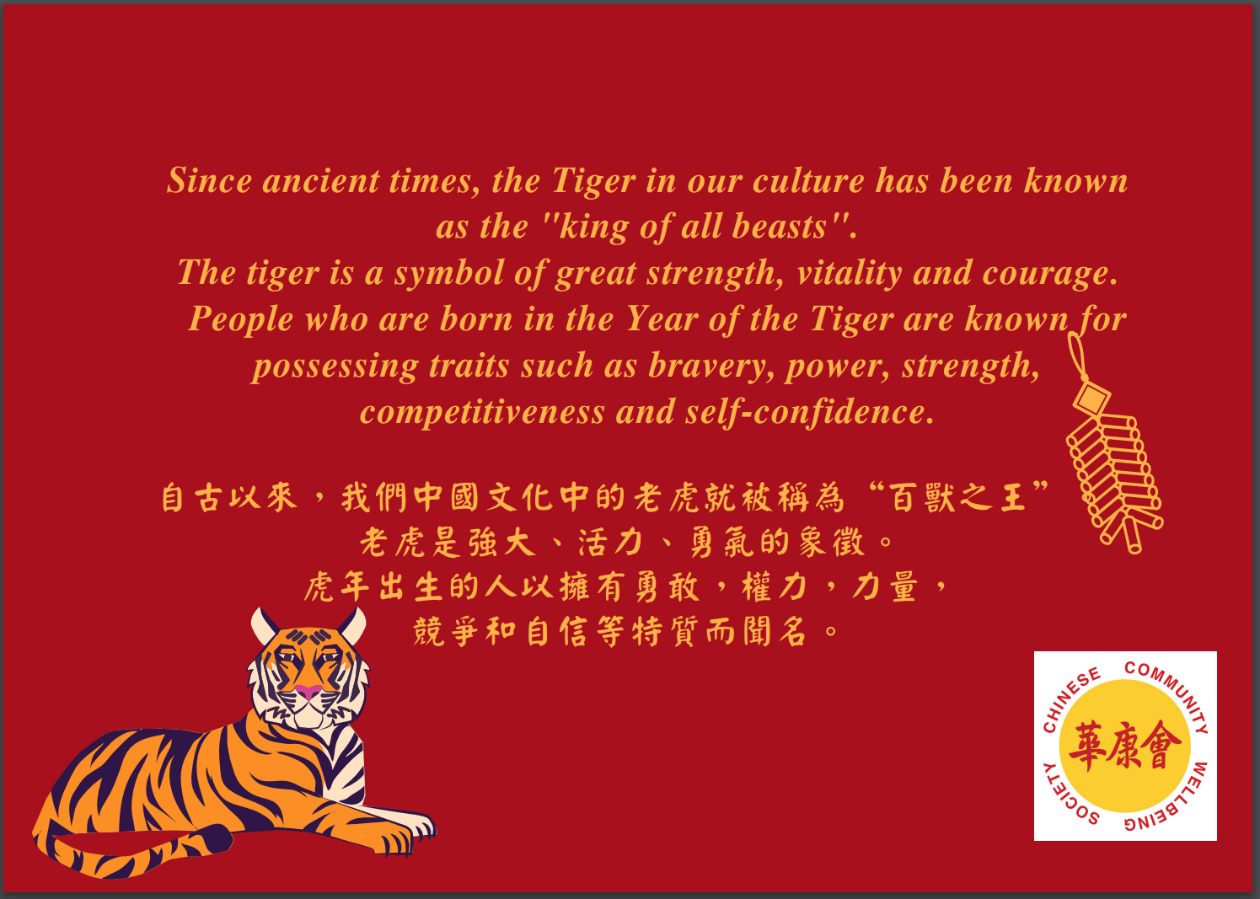 Since ancient times, the Tiger in our culture has been known
as the "king of all beasts".
The tiger is a symbol of great strength, vitality and courage.
People who are born in the Year of the Tiger are known for
possessing traits such as bravery, power, strength,
competitiveness and self-confidence.
自古以來，我們中國文化中的老虎就被稱為“百獸之王”
老虎是強大、活力、勇氣的象徵。
虎年出生的人以擁有勇敢，權力，力量，
競爭和自信等特質而聞名。
CHINESE COMMUNITY WELLBEING SOCIETY
華康會